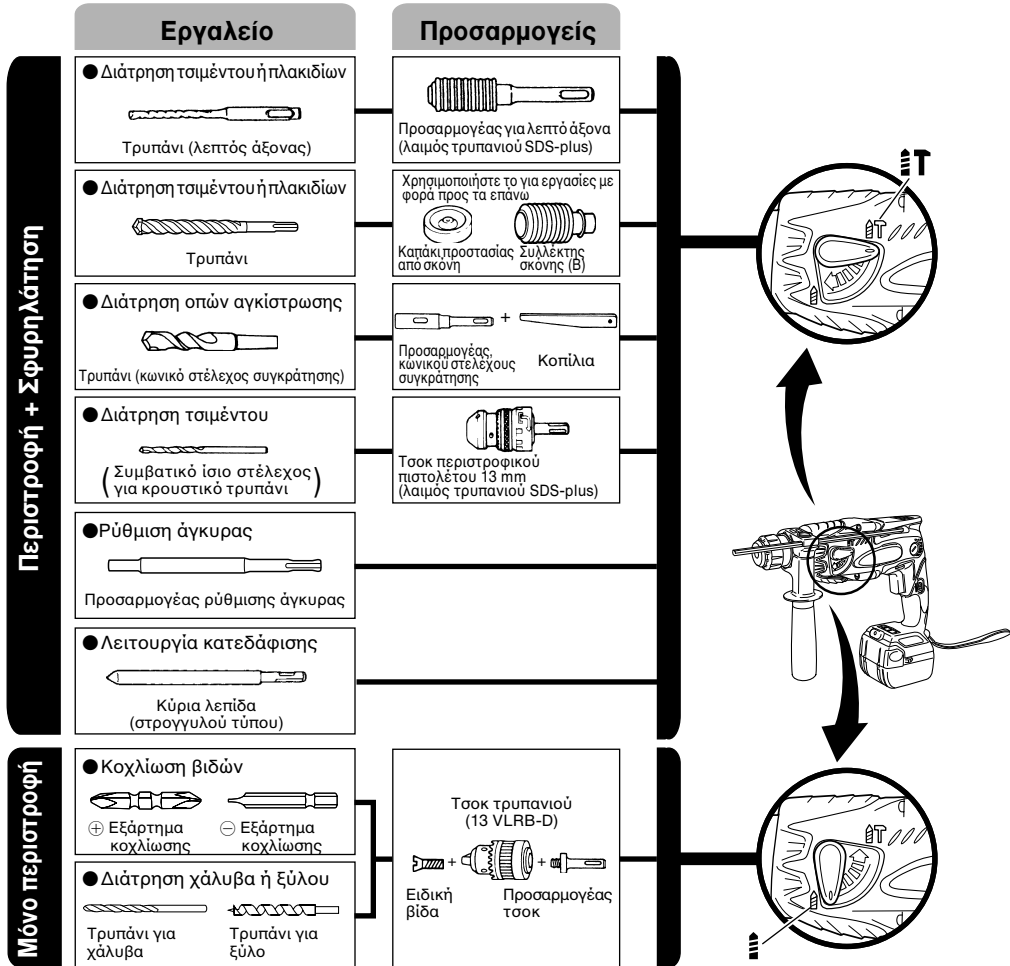 Εργαλείο
Προσαρμογείς
Περιστροφή + Σφυρηλάτηση
● Διάτρηση τσιμέντου ή πλακιδίων
Τρυπάνι (λεπτός άξονας)
Προσαρμογέας για λεπτό άξονα
(λαιμός τρυπανιού SDS-plus)
● Διάτρηση τσιμέντου ή πλακιδίων
Τρυπάνι
Χρησιμοποιήστε το για εργασίες με
φορά προς τα επάνω
Καπάκι προστασίας
από σκόνη
Συλλέκτης
σκόνης (B)
● Διάτρηση οπών αγκίστρωσης
Τρυπάνι (κωνικό στέλεχος συγκράτησης)
+
Προσαρμογέας,
κωνικού στελέχους
συγκράτησης
Κοπίλια
● Διάτρηση τσιμέντου
(Συμβατικό ίσιο στέλεχος
για κρουστικό τρυπάνι)
Τσοκ περιστροφικού
πιστολέτου 13 mm
(λαιμός τρυπανιού SDS-plus)
● Ρύθμιση άγκυρας
Προσαρμογέας ρύθμισης άγκυρας
● Λειτουργία κατεδάφισης
Κύρια λεπίδα
(στρογγυλού τύπου)
Μόνο περιστροφή
● Κοχλίωση βιδών
⊕ Εξάρτημα
κοχλίωσης
⊖ Εξάρτημα
κοχλίωσης
● Διάτρηση χάλυβα ή ξύλου
Τρυπάνι για
χάλυβα
Τρυπάνι για
ξύλο
Τσοκ τρυπανιού
(13 VLRB-D)
+ +
Ειδική
βίδα
Προσαρμογέας
τσοκ